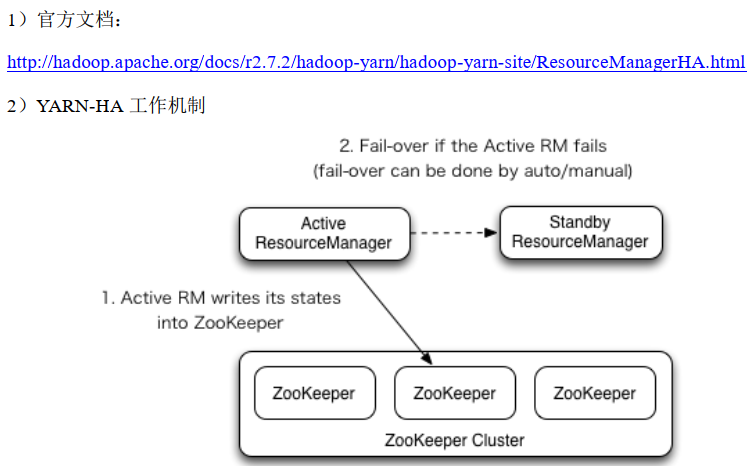 1）官方文档：
http://hadoop.apache.org/docs/r2.7.2/hadoop-yarn/hadoop-yarn-site/ResourceManagerHA.html
2）YARN-HA 工作机制
2. Fail-over if the Active RM fails
(fail-over can be done by auto/manual)
Active
ResourceManager
Standby
ResourceManager
1. Active RM writes its states
into ZooKeeper
ZooKeeper
ZooKeeper
ZooKeeper
ZooKeeper Cluster